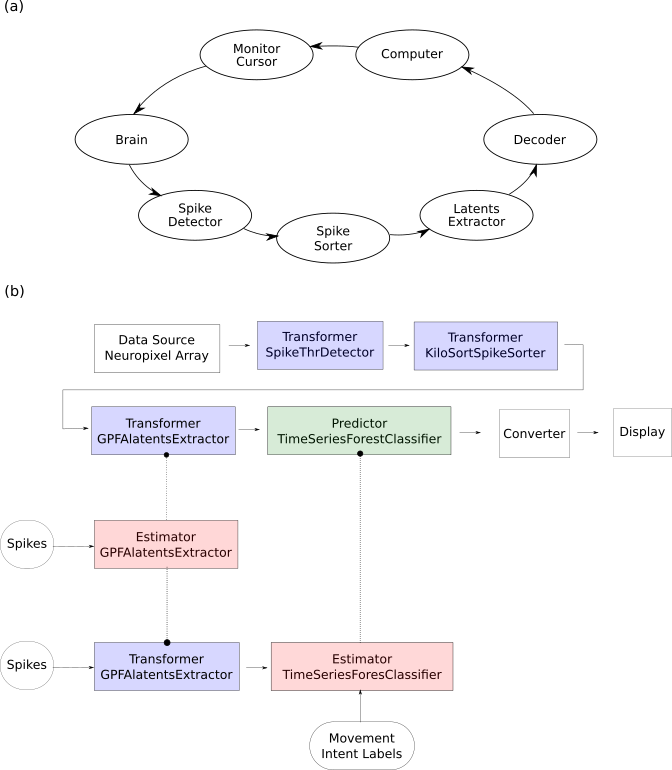 (a)
Monitor
Cursor
Computer
Brain
Decoder
Spike
Detector
Spike
Sorter
Latents
Extractor
(b)
Data Source
Neuropixel Array
Transformer
SpikeThrDetector
Transformer
KiloSortSpikeSorter
Transformer
GPFAlatentsExtractor
Predictor
TimeSeriesForestClassifier
Converter
Display
Spikes
Estimator
GPFAlatentsExtractor
Spikes
Transformer
GPFAlatentsExtractor
Estimator
TimeSeriesForesClassifier
Movement
Intent Labels